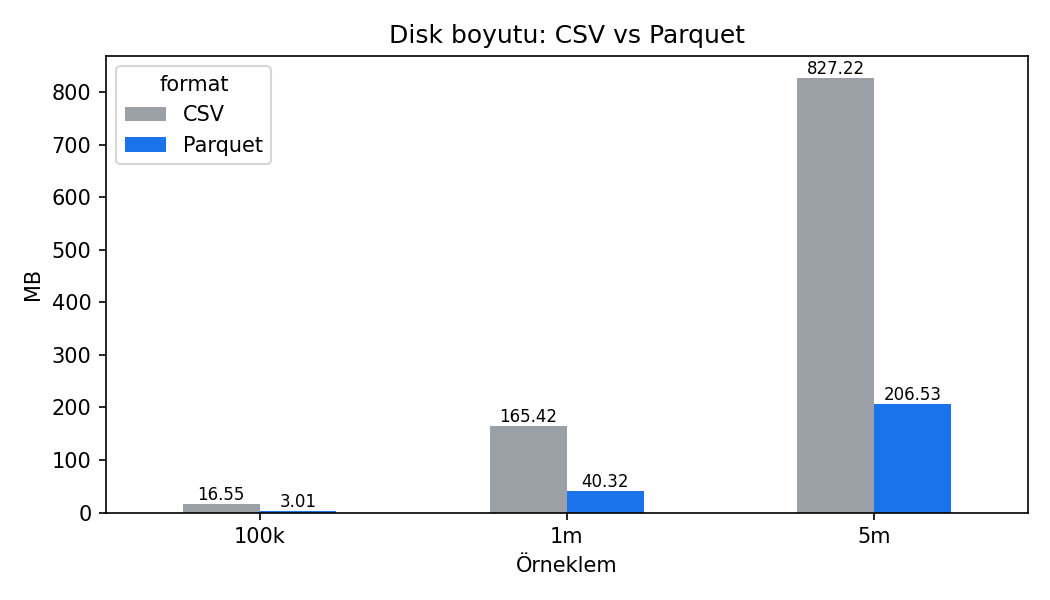 Disk boyutu: CSV vs Parquet
format
CSV
Parquet
MB
800
700
600
500
400
300
200
100
0
16.55
3.01
165.42
40.32
827.22
206.53
100k
1m
5m
Örneklem